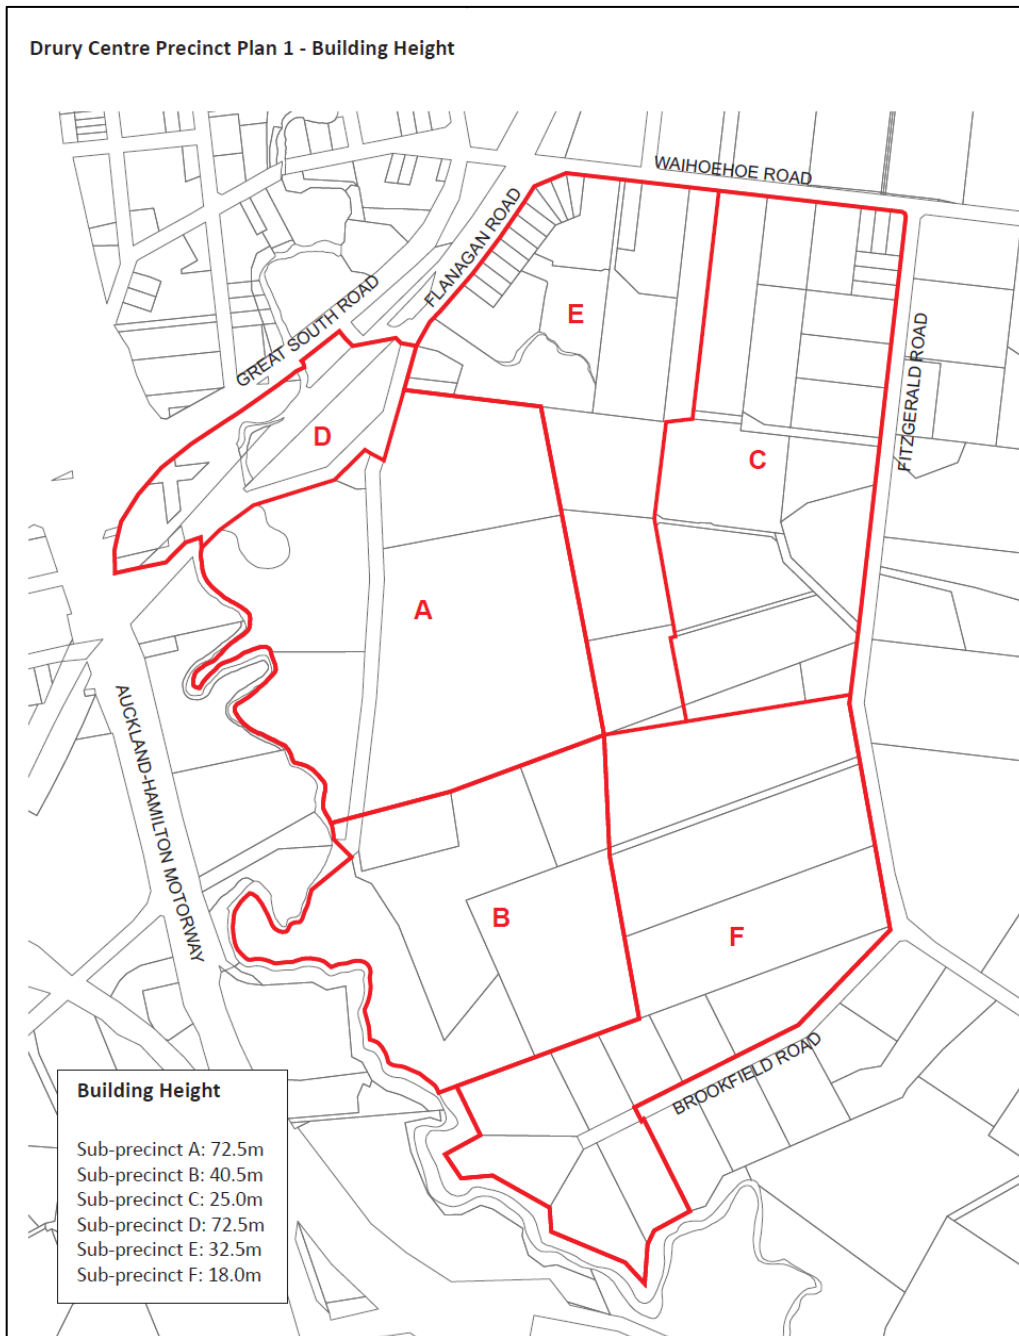 Drury Centre Precinct Plan 1 - Building Height
WAIHOEHOE ROAD
FLANAGAN ROAD
GREAT SOUTH ROAD
E
FITZGERALD ROAD
D
C
A
AUCKLAND-HAMILTON MOTORWAY
B
F
BROOKFIELD ROAD
Building Height
Sub-precinct A: 72.5m
Sub-precinct B: 40.5m
Sub-precinct C: 25.0m
Sub-precinct D: 72.5m
Sub-precinct E: 32.5m
Sub-precinct F: 18.0m